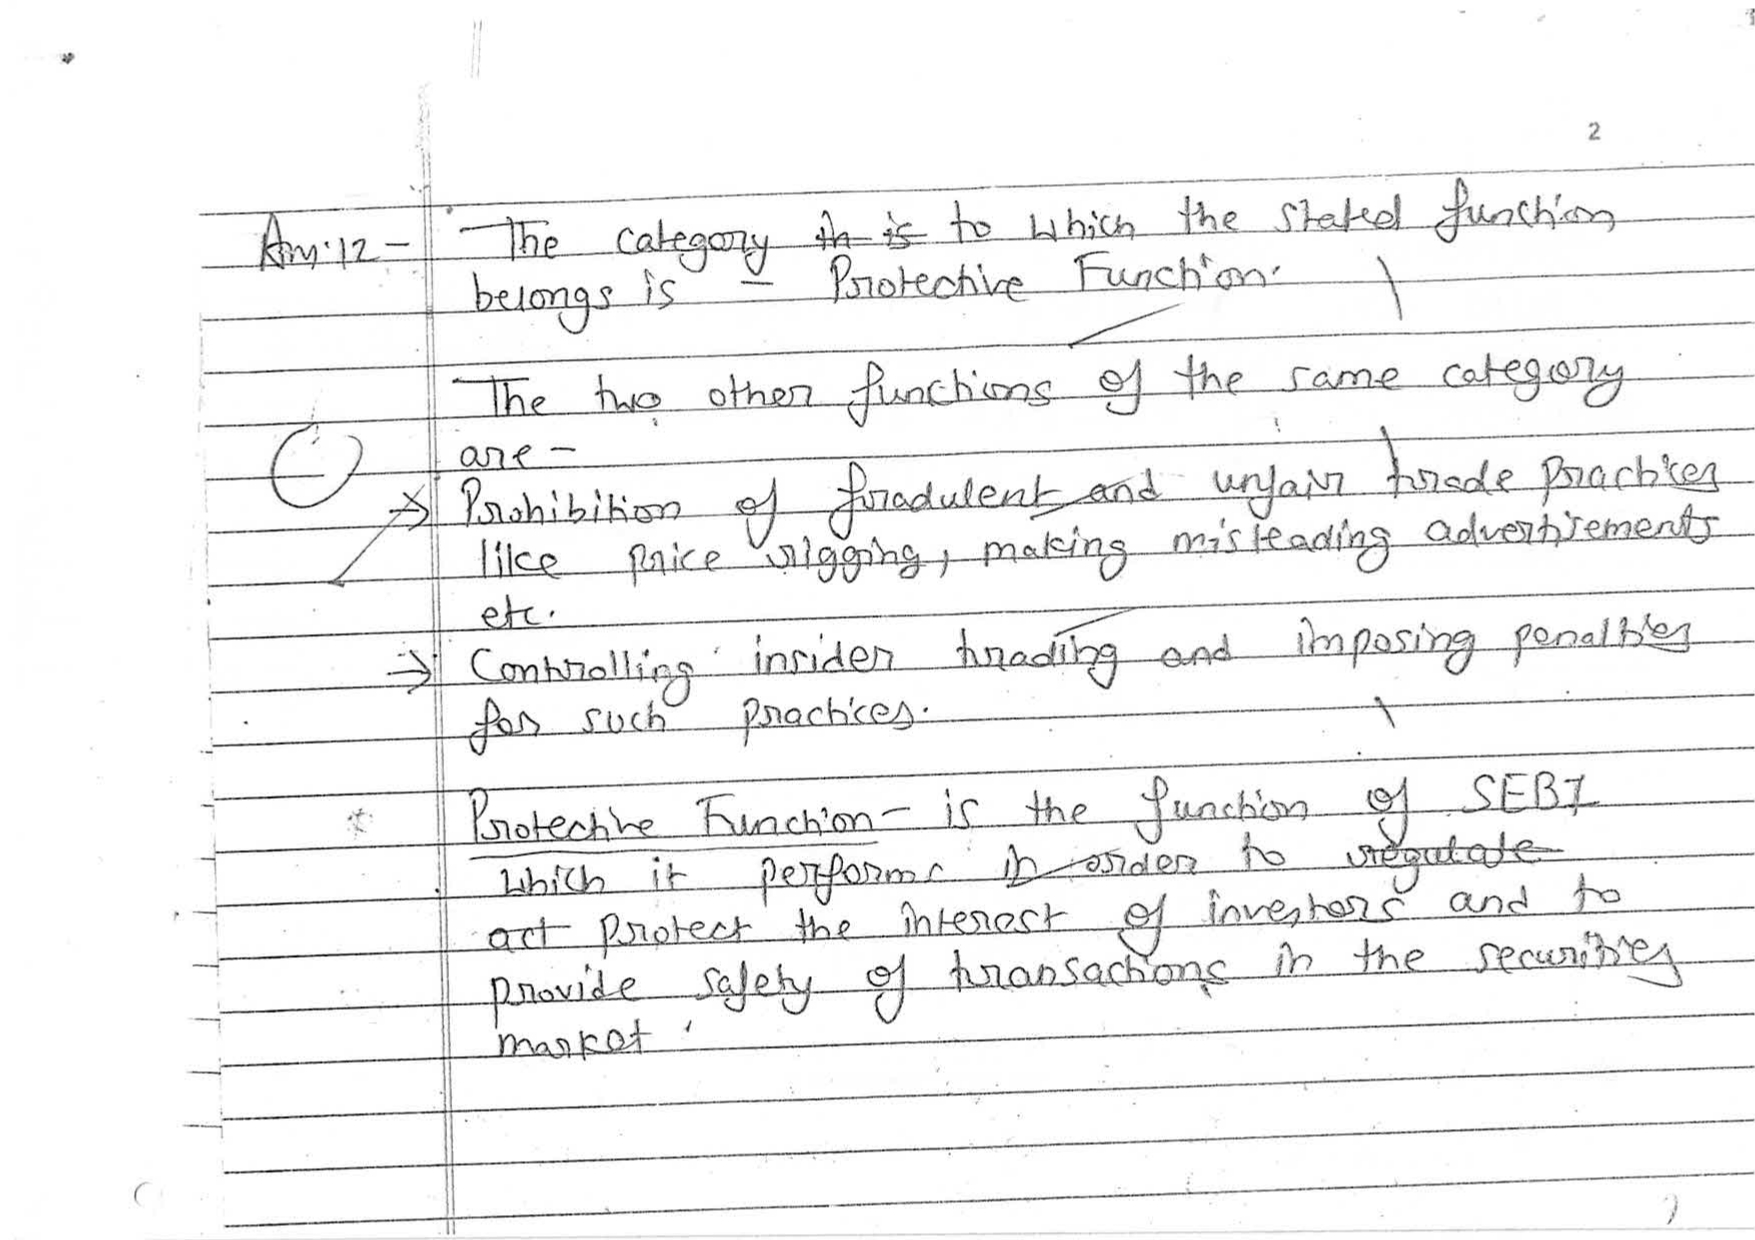 2
Ans.12 - The category in is to which the stated function
belongs is - Protective Function.
The two other functions of the same category
are -
→ Prohibition of fradulent and unfair trade practices
like price rigging, making misleading advertisements
etc.
→ Controlling insider trading and imposing penalties
for such practices.
Protective Function - is the function of SEBI
which it performs in order to regulate
act protect the interest of investors and to
provide safety of transactions in the securities
market.